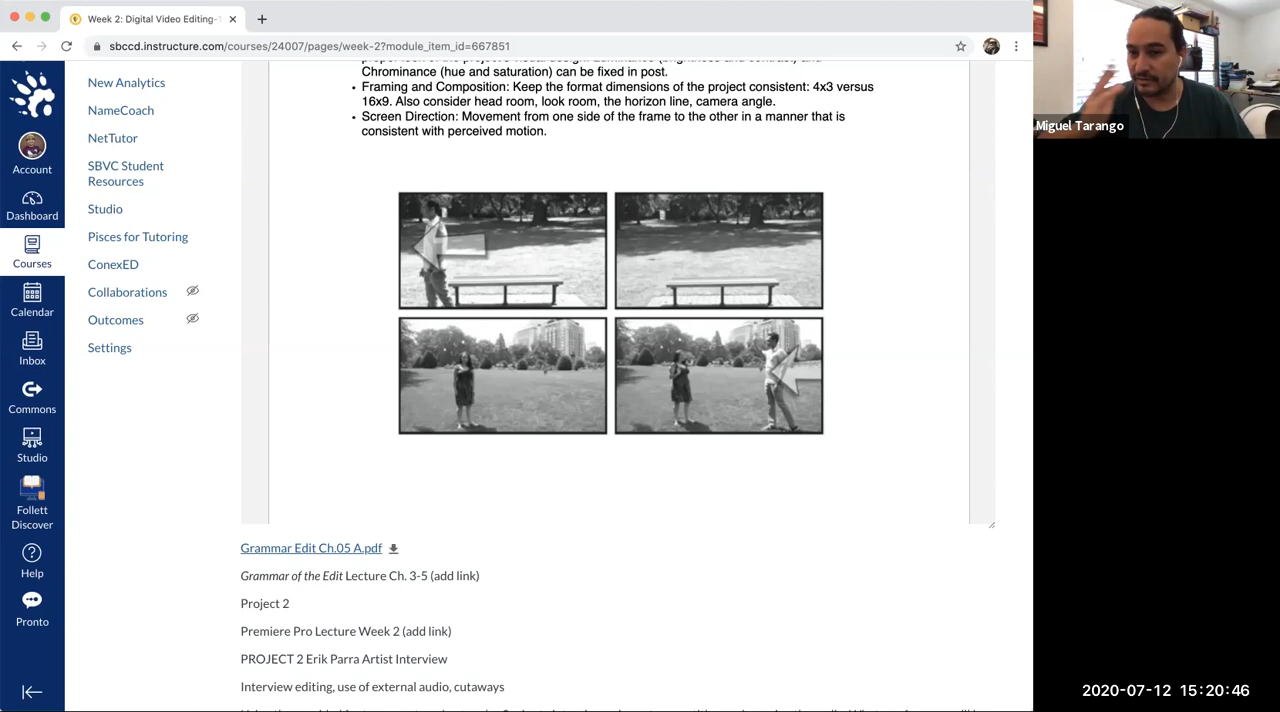 Week 2: Digital Video Editing-
sbccd.instructure.com/courses/24007/pages/week-2?module_item_id=667851
Account
Dashboard
Courses
Calendar
Inbox
Commons
Studio
Follett
Discover
Help
Pronto
New Analytics
NameCoach
NetTutor
SBVC Student
Resources
Studio
Pisces for Tutoring
ConexED
Collaborations
Outcomes
Settings
Chrominance (hue and saturation) can be fixed in post.
• Framing and Composition: Keep the format dimensions of the project consistent: 4x3 versus
16x9. Also consider head room, look room, the horizon line, camera angle.
• Screen Direction: Movement from one side of the frame to the other in a manner that is
consistent with perceived motion.
Grammar Edit Ch.05 A.pdf
Grammar of the Edit Lecture Ch. 3-5 (add link)
Project 2
Premiere Pro Lecture Week 2 (add link)
PROJECT 2 Erik Parra Artist Interview
Interview editing, use of external audio, cutaways
Miguel Tarango
2020-07-12 15:20:46